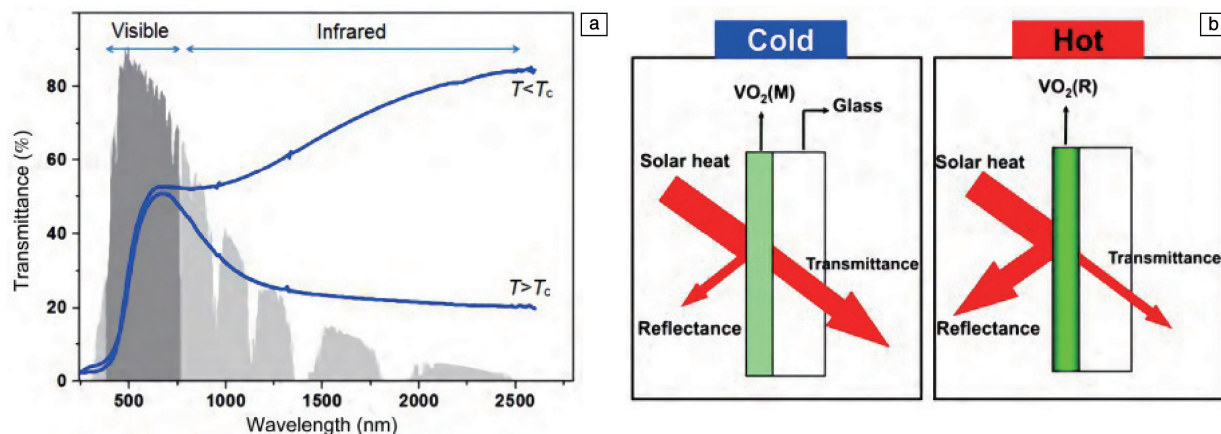 Visible
Infrared
a
80
60
40
20
0
Transmittance (%)
T<Tc
T>Tc
500
1000
1500
2000
2500
Wavelength (nm)
Cold
VO2(M)
Glass
Solar heat
Transmittance
Reflectance
b
Hot
VO2(R)
Solar heat
Transmittance
Reflectance